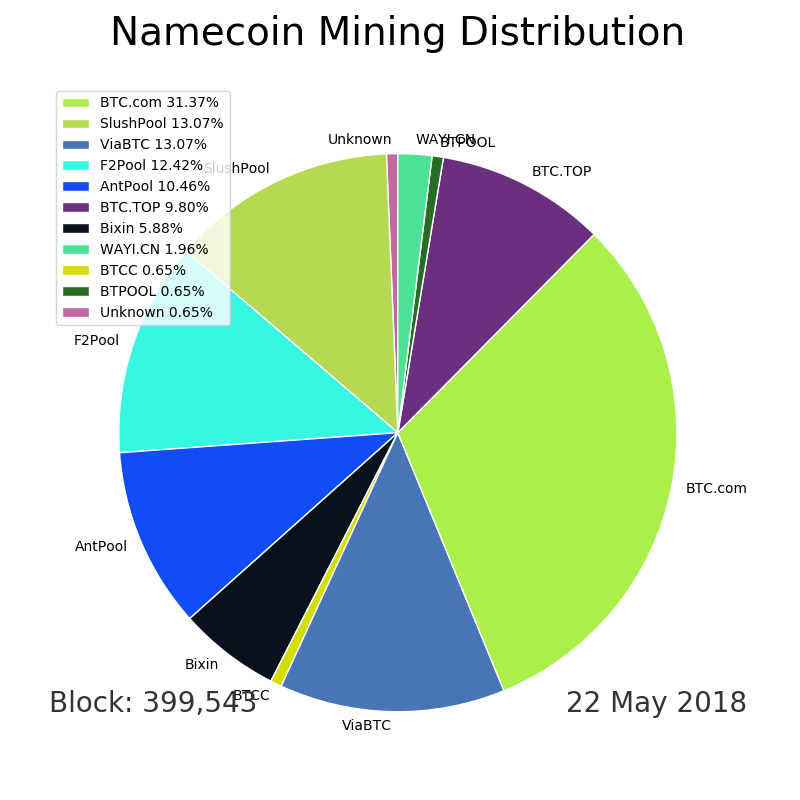 Namecoin Mining Distribution
BTC.com 31.37%
SlushPool 13.07%
ViaBTC 13.07%
F2Pool 12.42%
AntPool 10.46%
BTC.TOP 9.80%
Bixin 5.88%
WAYI.CN 1.96%
BTCC 0.65%
BTPOOL 0.65%
Unknown 0.65%
Unknown
WAYI.CN
BTPOOL
BTC.TOP
SlushPool
F2Pool
BTC.com
AntPool
Bixin
BTCC
ViaBTC
Block: 399,543
22 May 2018